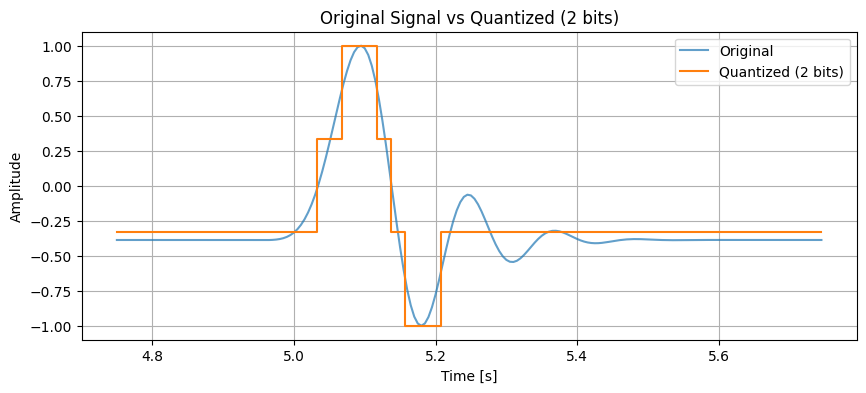 Original Signal vs Quantized (2 bits)
Original
Quantized (2 bits)
Amplitude
1.00
0.75
0.50
0.25
0.00
−0.25
−0.50
−0.75
−1.00
4.8
5.0
5.2
5.4
5.6
Time [s]